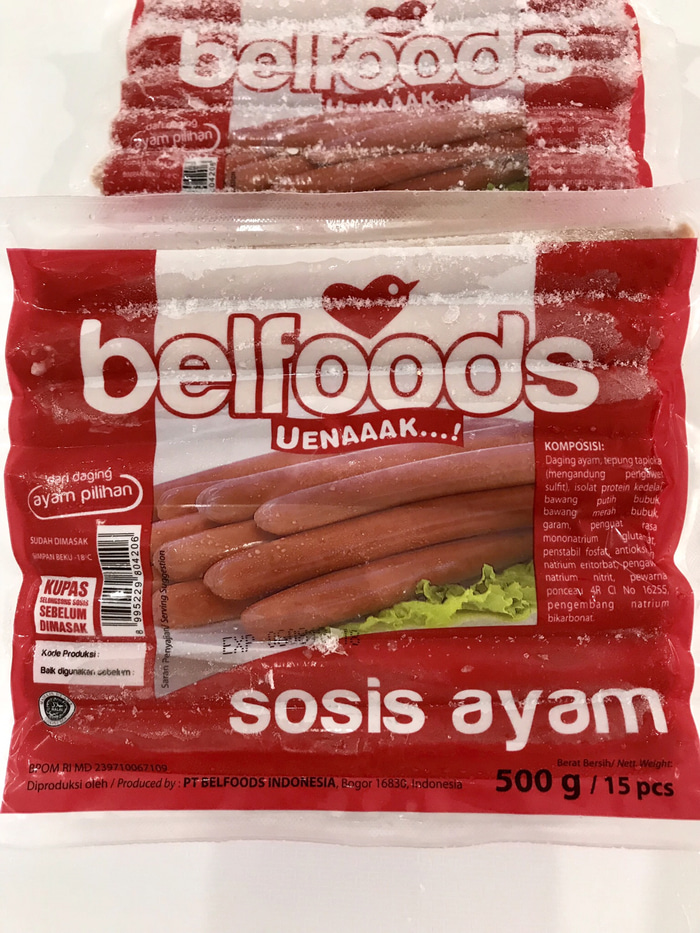 belfoods
UENAAAK...!
dari daging
ayam pilihan
belfoods
UENAAAK...!
dari daging
ayam pilihan
SUDAH DIMASAK
SIMPAN BEKU -18°C
KUPAS
SELONGSONG SOSIS
SEBELUM
DIMASAK
8 995229 804206
Kode Produksi :
Baik digunakan sebelum :
Saran Penyajian/ Serving Suggestion
KOMPOSISI:
Daging ayam, tepung tapioka
(mengandung pengawet
sulfit), isolat protein kedelai,
bawang putih bubuk,
bawang merah bubuk,
garam, penguat rasa
mononatrium glutamat,
penstabil fosfat, antioksidan
natrium eritorbat, pengawet
natrium nitrit, pewarna
ponceau 4R CI No 16255,
pengembang natrium
bikarbonat.
EXP
sosis ayam
BPOM RI MD 239710067109
Diproduksi oleh / Produced by : PT BELFOODS INDONESIA, Bogor 16830, Indonesia
Berat Bersih/ Nett Weight:
500 g / 15 pcs